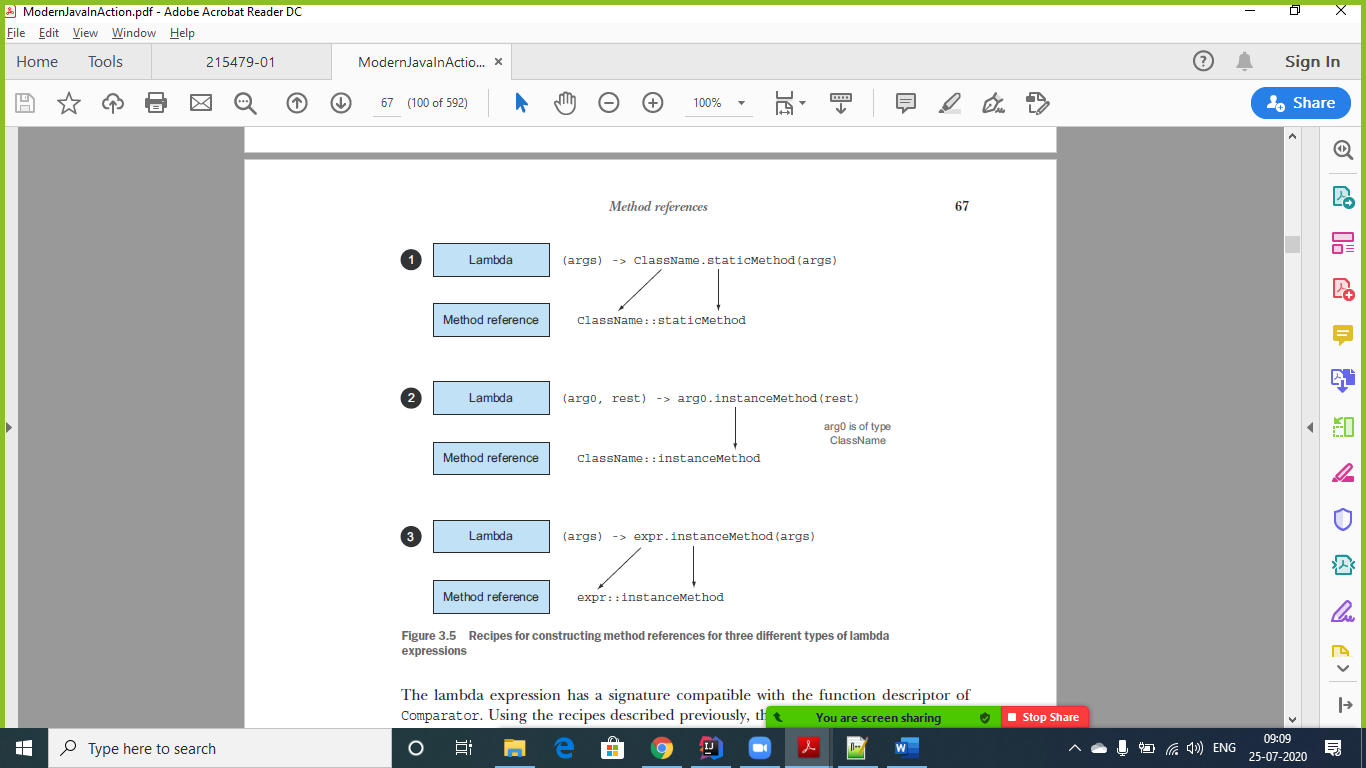 ModernJavaInAction.pdf - Adobe Acrobat Reader DC
File Edit View Window Help
Home Tools 215479-01 ModernJavaInActio... × Sign In
67 (100 of 592) 100% Share
Method references 67
1 Lambda (args) -> ClassName.staticMethod(args)
Method reference ClassName::staticMethod
2 Lambda (arg0, rest) -> arg0.instanceMethod(rest)
arg0 is of type
ClassName
Method reference ClassName::instanceMethod
3 Lambda (args) -> expr.instanceMethod(args)
Method reference expr::instanceMethod
Figure 3.5 Recipes for constructing method references for three different types of lambda
expressions
The lambda expression has a signature compatible with the function descriptor of
Comparator. Using the recipes described previously, th
You are screen sharing Stop Share
Type here to search ENG 09:09
25-07-2020